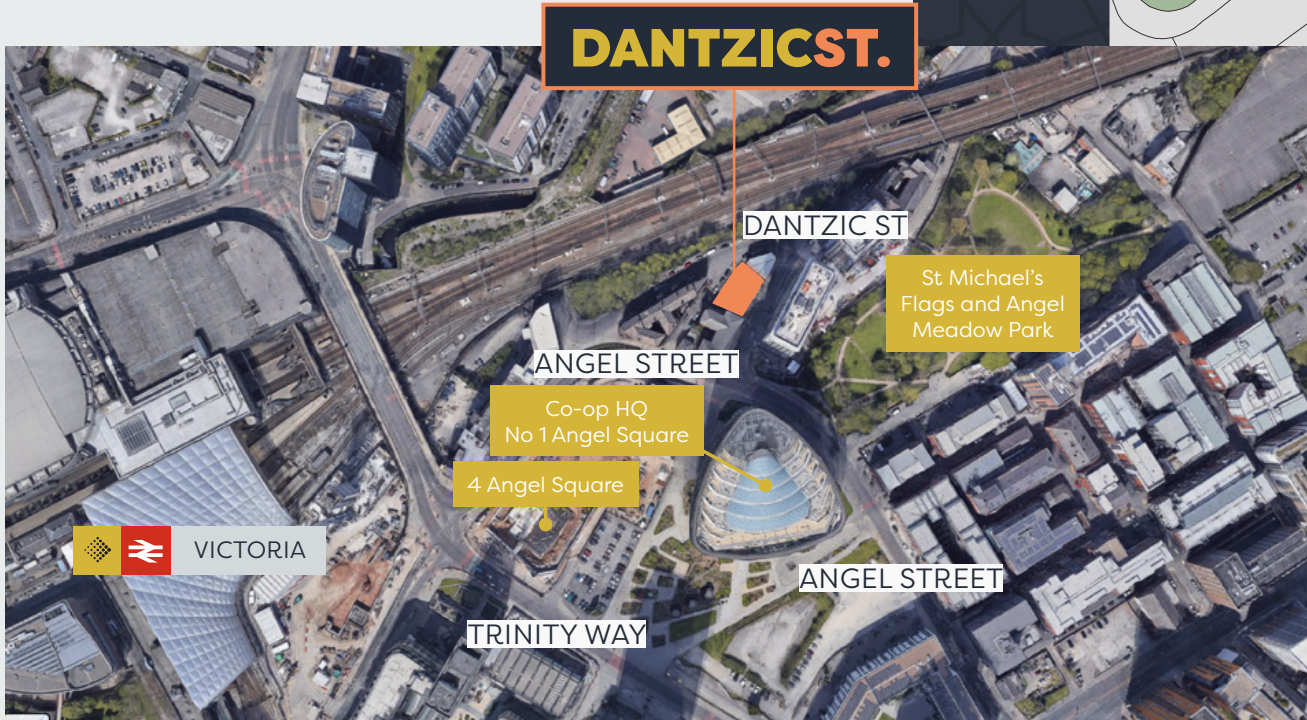 DANTZICST.
DANTZIC ST
St Michael's
Flags and Angel
Meadow Park
ANGEL STREET
Co-op HQ
No 1 Angel Square
4 Angel Square
VICTORIA
ANGEL STREET
TRINITY WAY